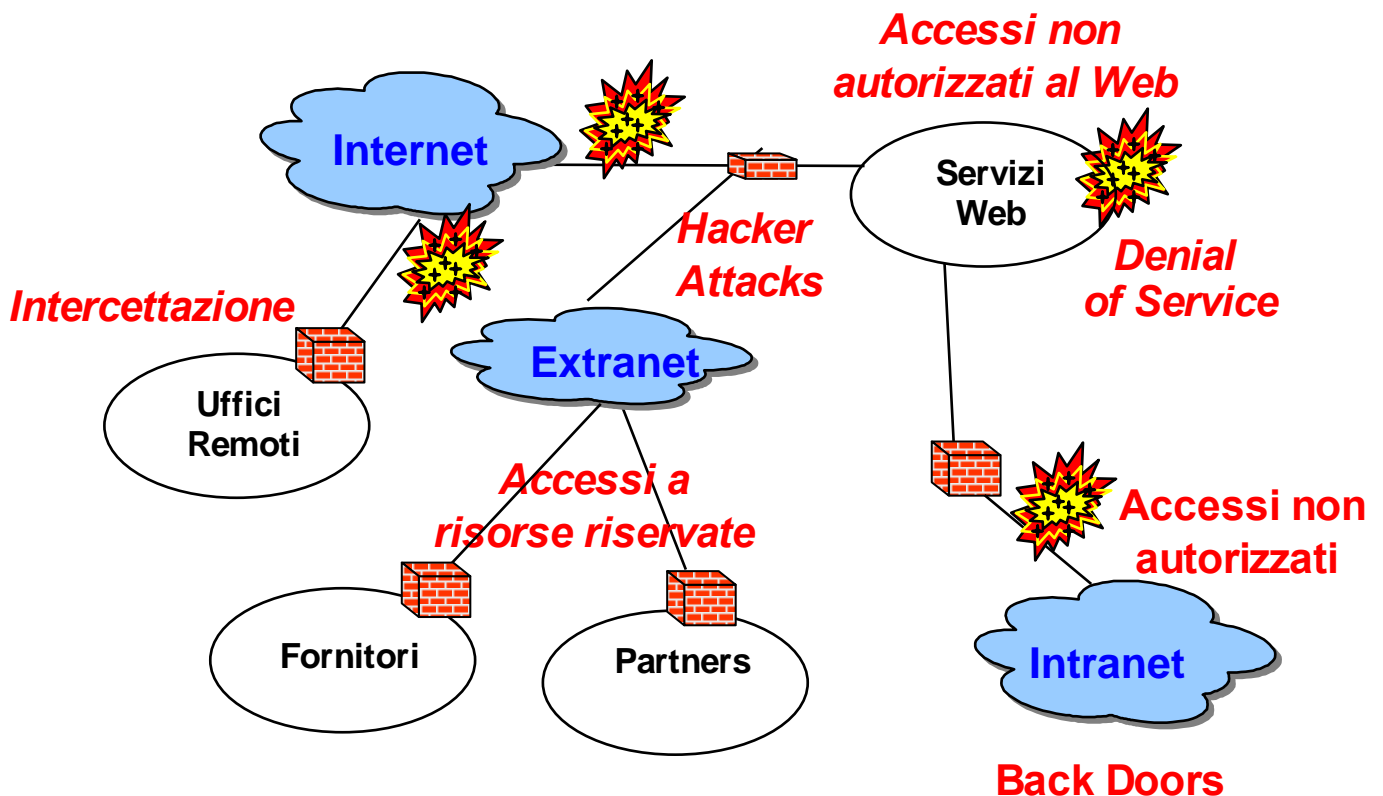 Accessi non
autorizzati al Web
Internet
Servizi
Web
Hacker
Attacks
Denial
of Service
Intercettazione
Extranet
Uffici
Remoti
Accessi a
risorse riservate
Accessi non
autorizzati
Fornitori
Partners
Intranet
Back Doors